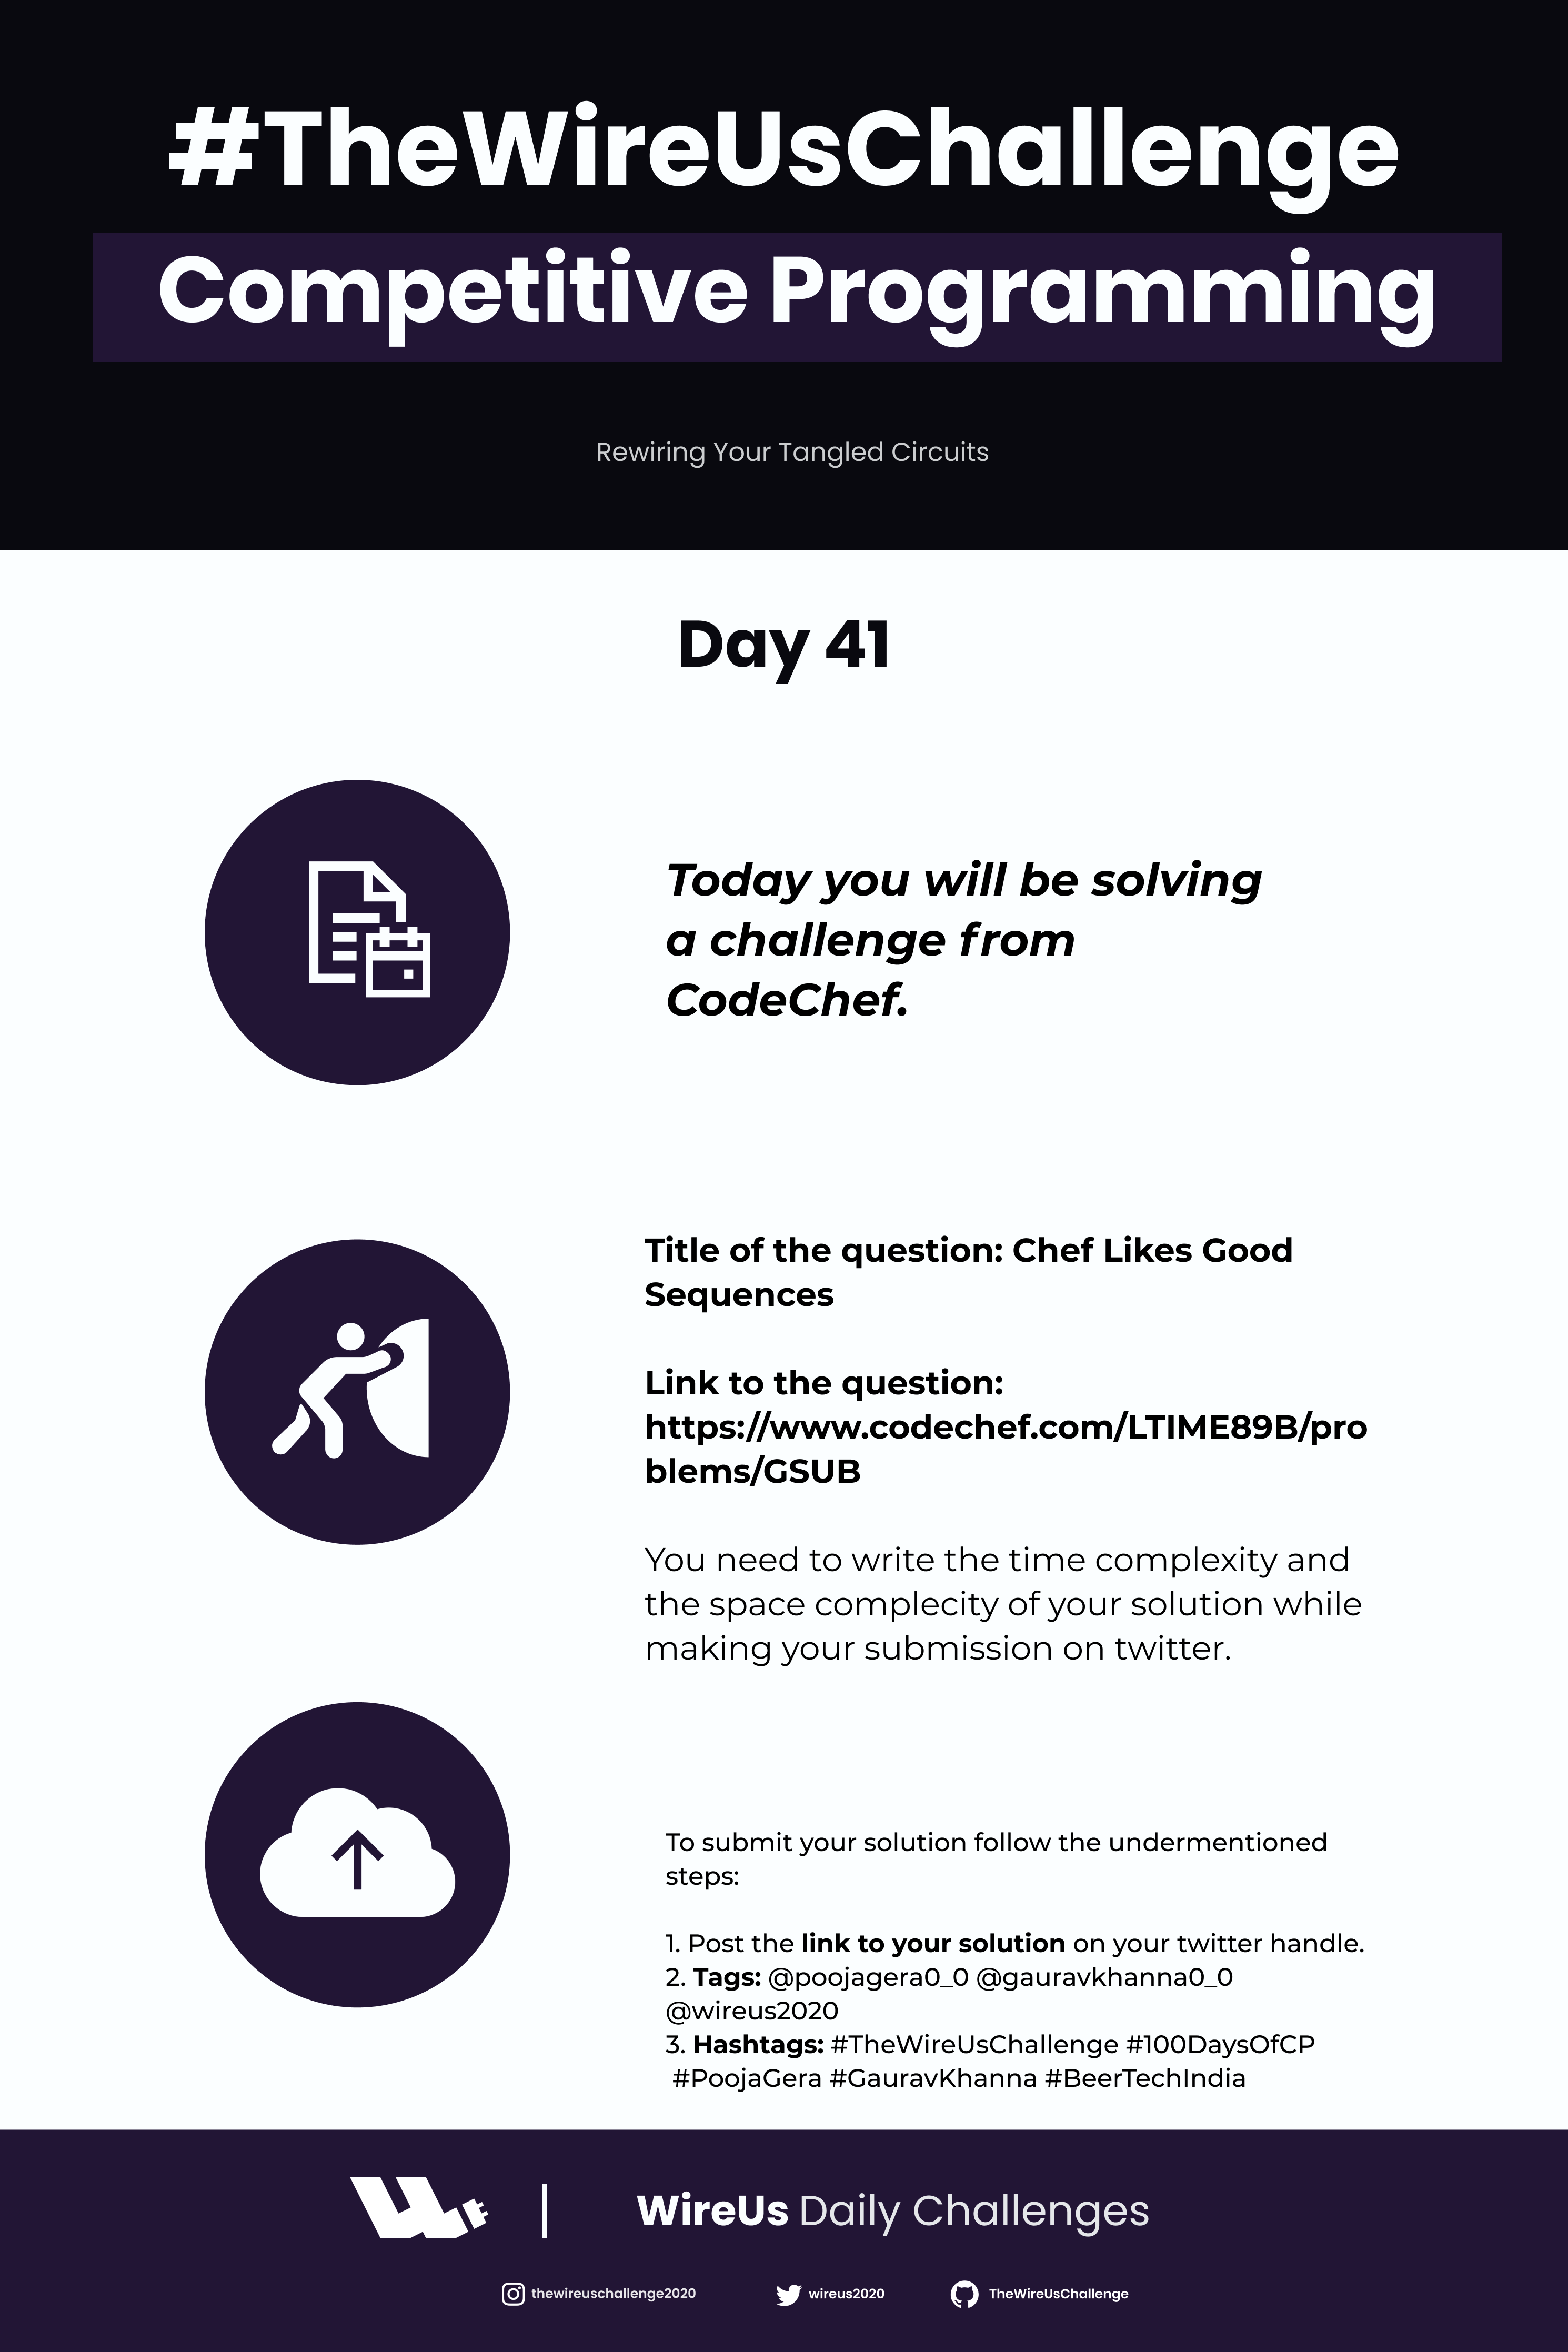 #TheWireUsChallenge
Competitive Programming
Rewiring Your Tangled Circuits
Day 41
Today you will be solving
a challenge from
CodeChef.
Title of the question: Chef Likes Good
Sequences
Link to the question:
https://www.codechef.com/LTIME89B/pro
blems/GSUB
You need to write the time complexity and
the space complecity of your solution while
making your submission on twitter.
To submit your solution follow the undermentioned
steps:
1. Post the link to your solution on your twitter handle.
2. Tags: @poojagera0_0 @gauravkhanna0_0
@wireus2020
3. Hashtags: #TheWireUsChallenge #100DaysOfCP
#PoojaGera #GauravKhanna #BeerTechIndia
WireUs Daily Challenges
thewireuschallenge2020 wireus2020 TheWireUsChallenge